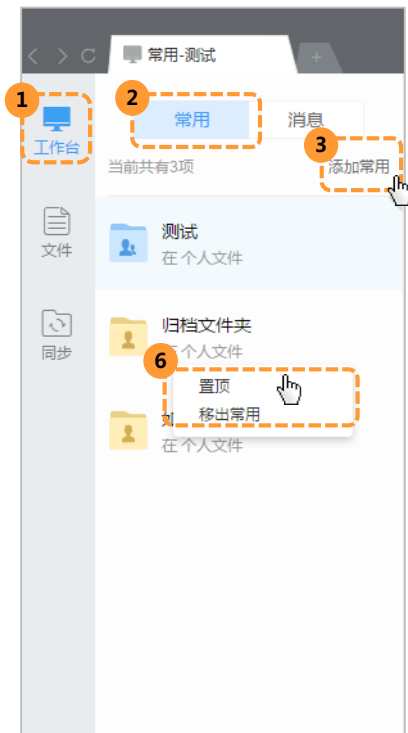 常用-测试
1
工作台
2
常用
消息
3
当前共有3项
添加常用
测试
在 个人文件
文件
归档文件夹
个人文件
同步
6
置顶
移出常用
在 个人文件